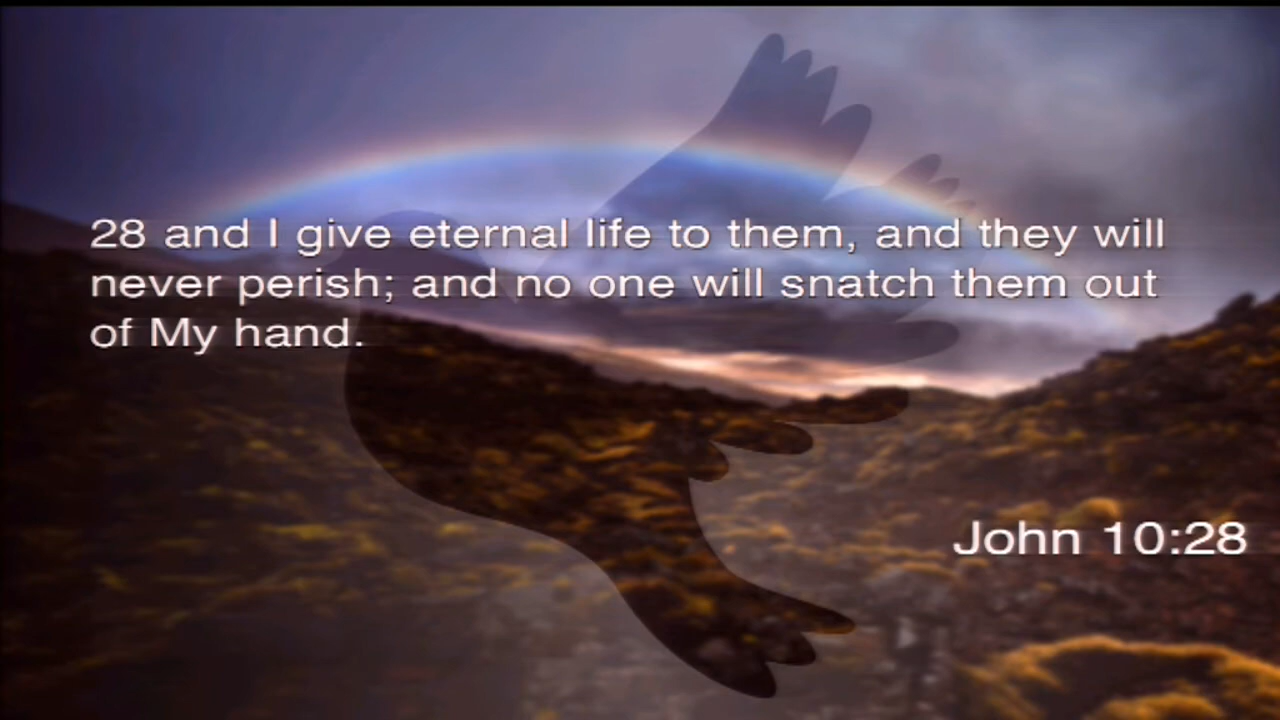 28 and I give eternal life to them, and they will
never perish; and no one will snatch them out
of My hand.
John 10:28